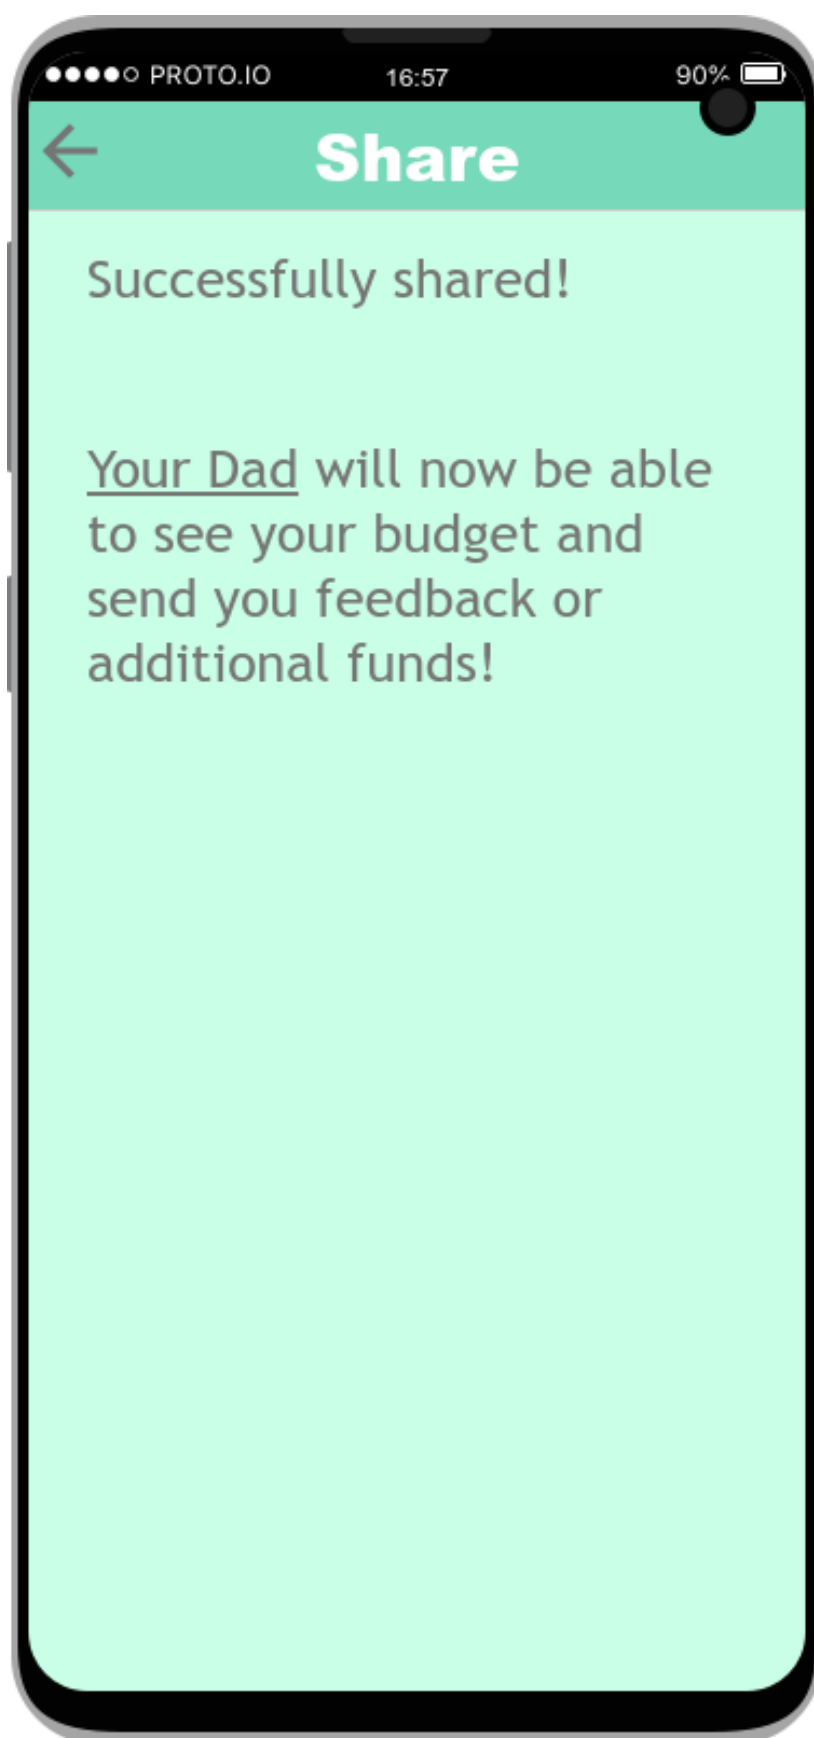 PROTO.IO 16:57 90%
Share
Successfully shared!
Your Dad will now be able
to see your budget and
send you feedback or
additional funds!